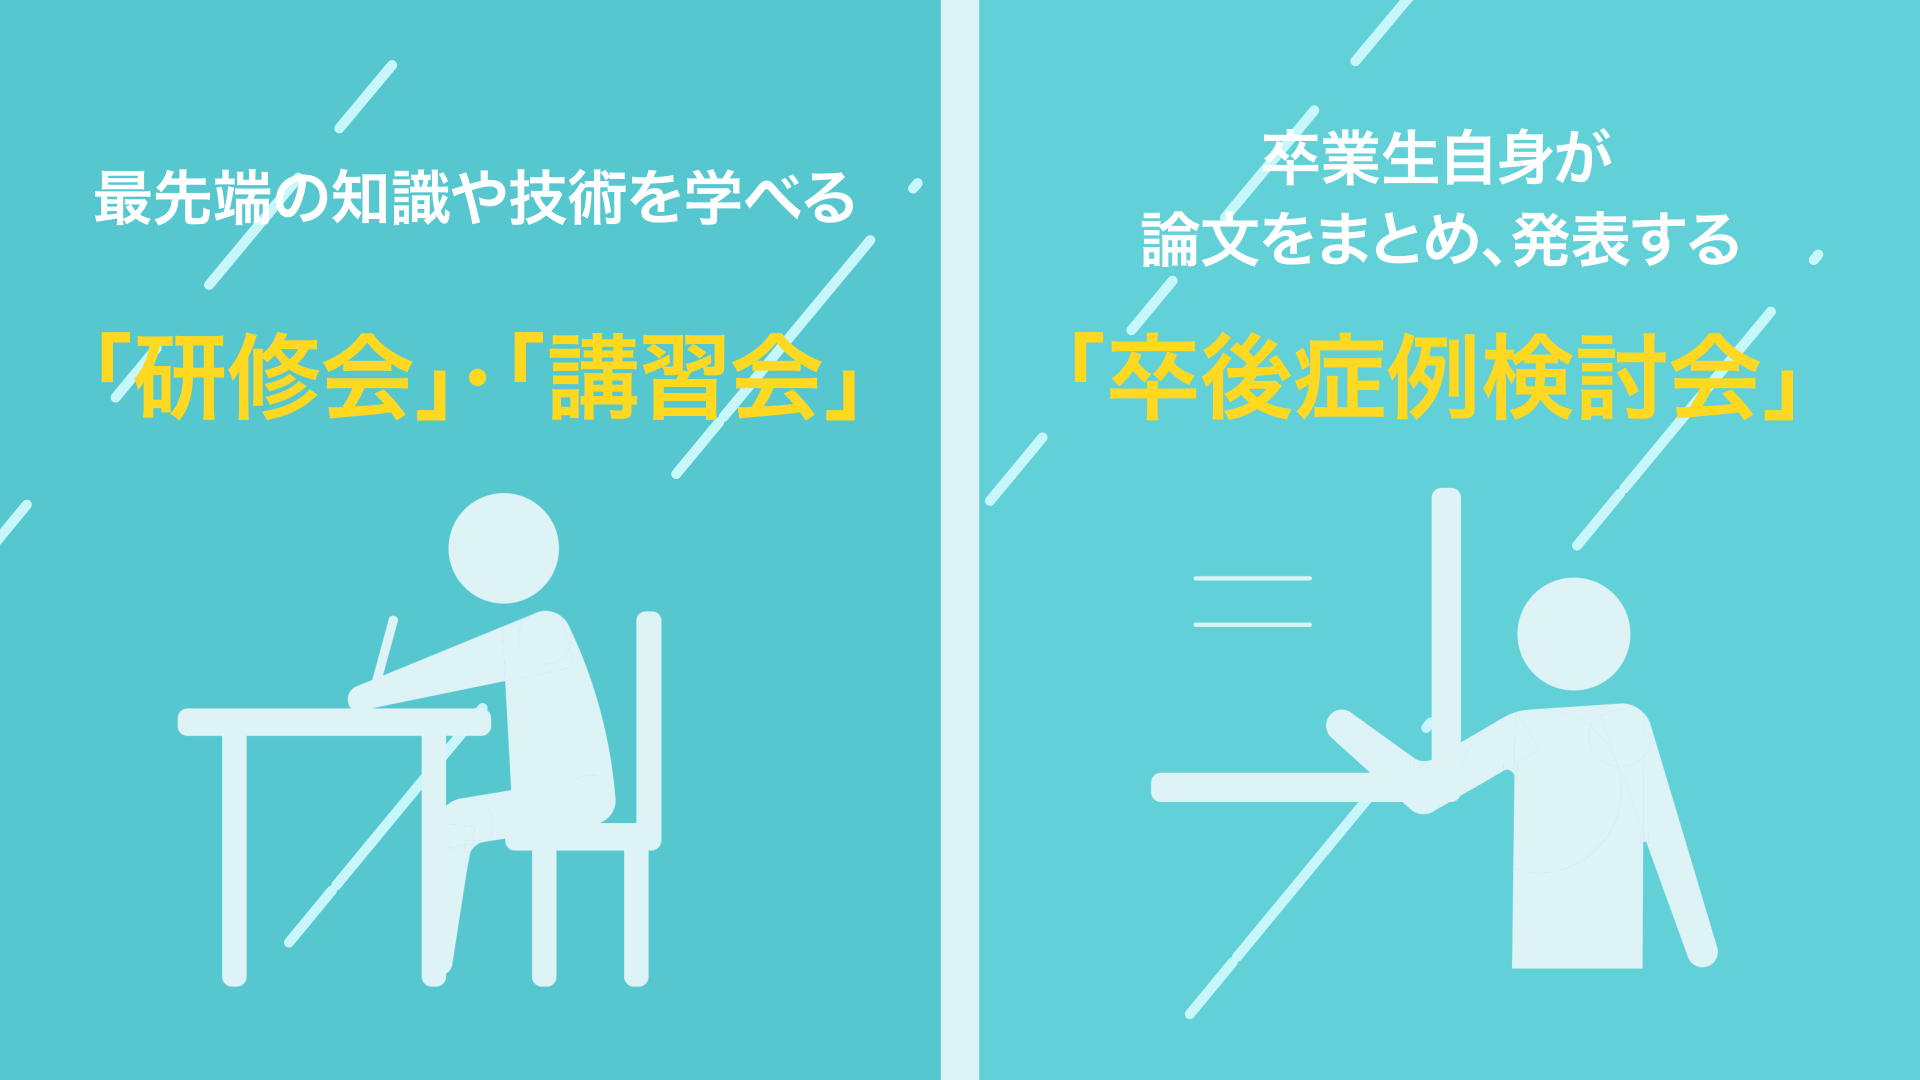 最先端の知識や技術を学べる
「研修会」・「講習会」
卒業生自身が
論文をまとめ、発表する
「卒後症例検討会」